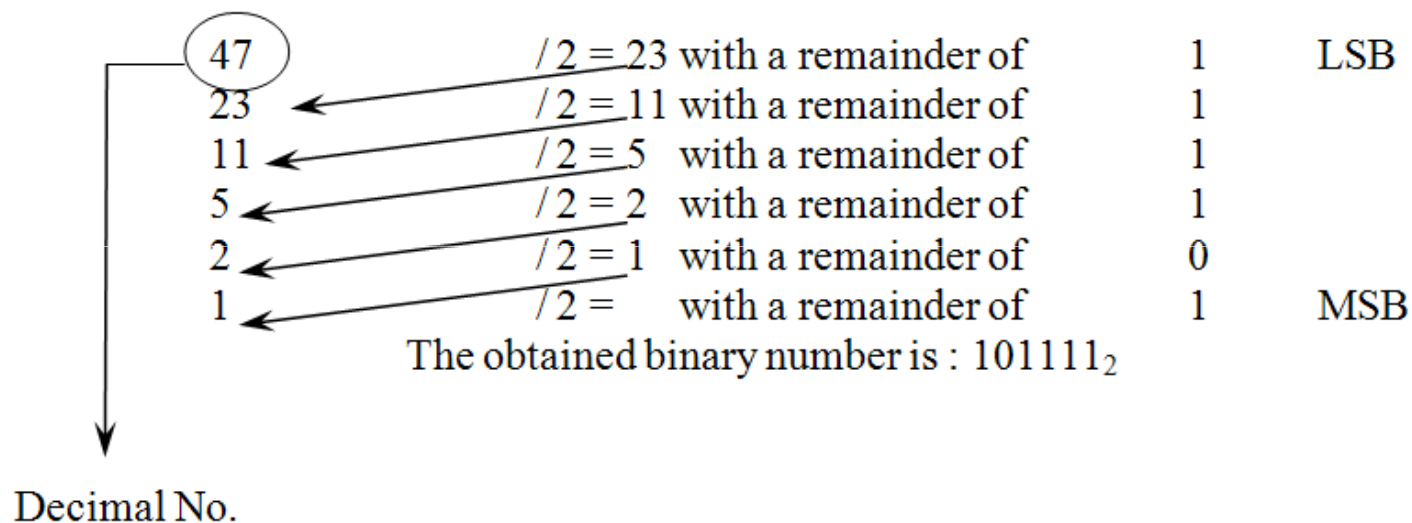 47 / 2 = 23 with a remainder of 1 LSB
23 / 2 = 11 with a remainder of 1
11 / 2 = 5 with a remainder of 1
5 / 2 = 2 with a remainder of 1
2 / 2 = 1 with a remainder of 0
1 / 2 = with a remainder of 1 MSB
The obtained binary number is : 101111₂
Decimal No.